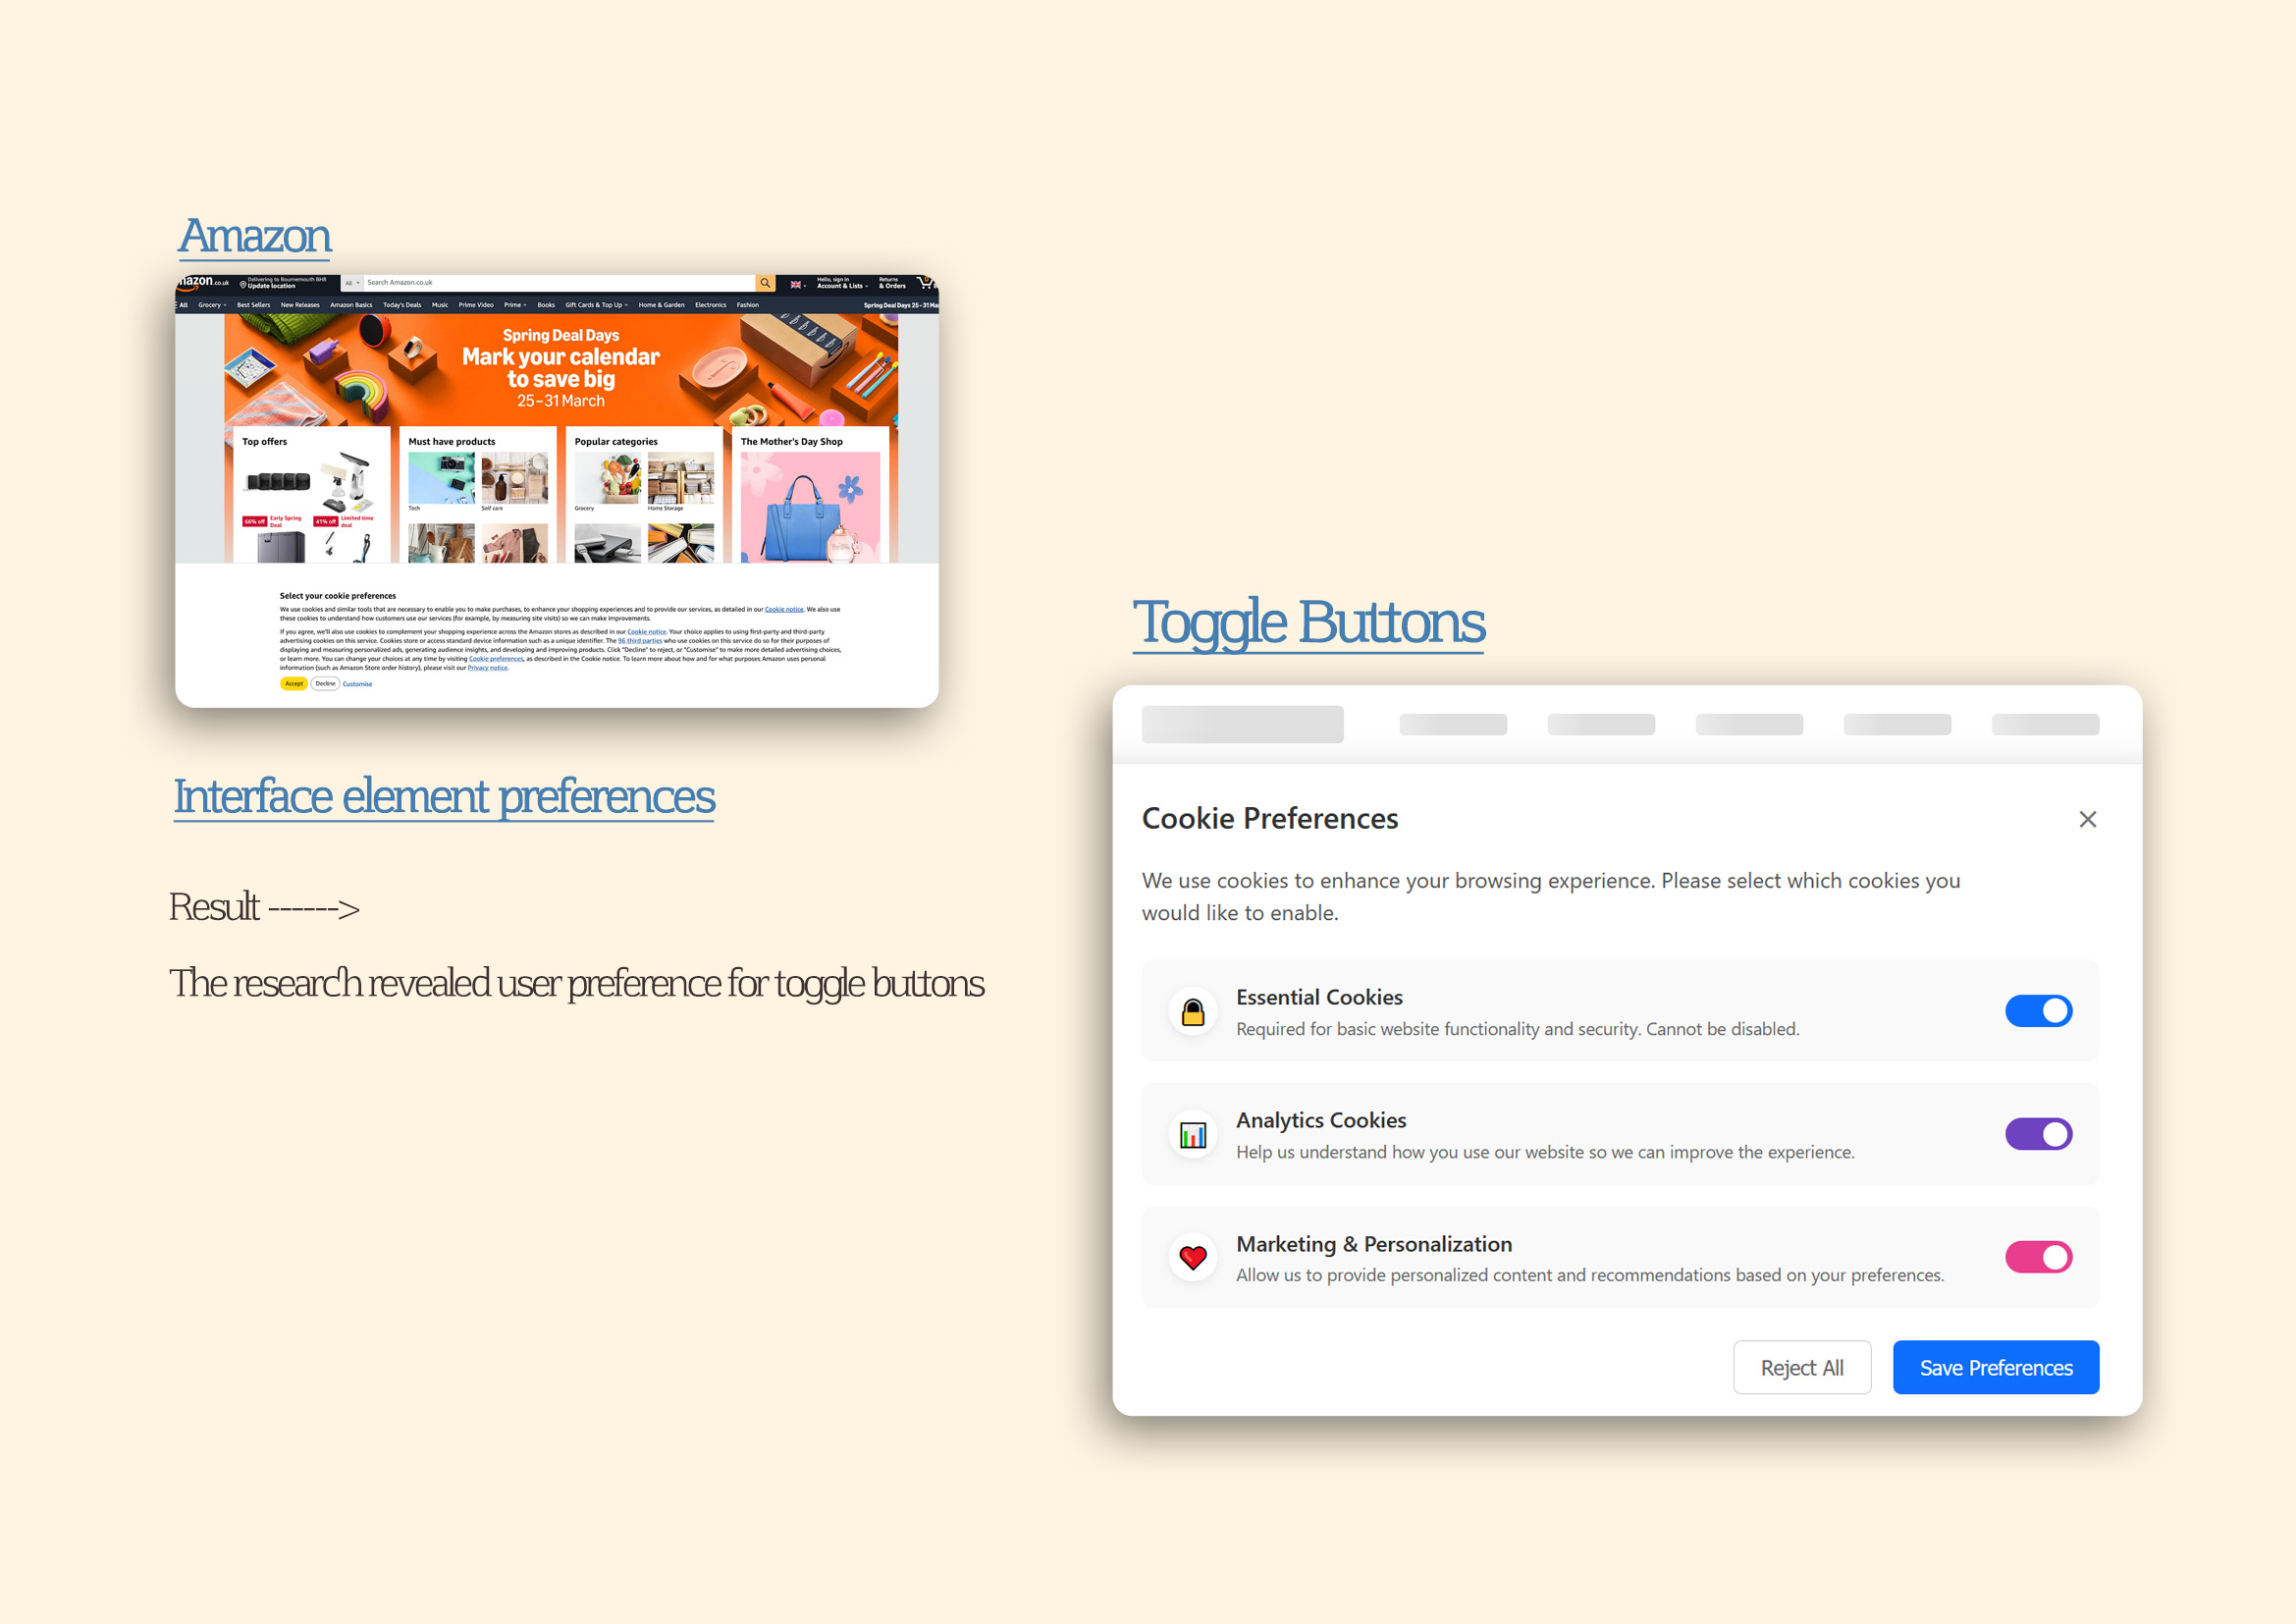 Amazon
mazon.co.uk
Delivering to Bournemouth BH8
Update location
All
Search Amazon.co.uk
Hello, sign in
Account & Lists
Returns
& Orders
All Grocery Best Sellers New Releases Amazon Basics Today's Deals Music Prime Video Prime Books Gift Cards & Top Up Home & Garden Electronics Fashion Spring Deal Days 25-31 Mar
Spring Deal Days
Mark your calendar
to save big
25-31 March
Top offers
66% off Early Spring
Deal
41% off Limited time
deal
Must have products
Tech
Self care
Popular categories
Grocery
Home Storage
The Mother's Day Shop
Select your cookie preferences
We use cookies and similar tools that are necessary to enable you to make purchases, to enhance your shopping experiences and to provide our services, as detailed in our Cookie notice. We also use
these cookies to understand how customers use our services (for example, by measuring site visits) so we can make improvements.
If you agree, we'll also use cookies to complement your shopping experience across the Amazon stores as described in our Cookie notice. Your choice applies to using first-party and third-party
advertising cookies on this service. Cookies store or access standard device information such as a unique identifier. The 96 third parties who use cookies on this service do so for their purposes of
displaying and measuring personalized ads, generating audience insights, and developing and improving products. Click "Decline" to reject, or "Customise" to make more detailed advertising choices,
or learn more. You can change your choices at any time by visiting Cookie preferences, as described in the Cookie notice. To learn more about how and for what purposes Amazon uses personal
information (such as Amazon Store order history), please visit our Privacy notice.
Accept Decline Customise
Interface element preferences
Result ------>
The research revealed user preference for toggle buttons
Toggle Buttons
Cookie Preferences
We use cookies to enhance your browsing experience. Please select which cookies you
would like to enable.
Essential Cookies
Required for basic website functionality and security. Cannot be disabled.
Analytics Cookies
Help us understand how you use our website so we can improve the experience.
Marketing & Personalization
Allow us to provide personalized content and recommendations based on your preferences.
Reject All
Save Preferences